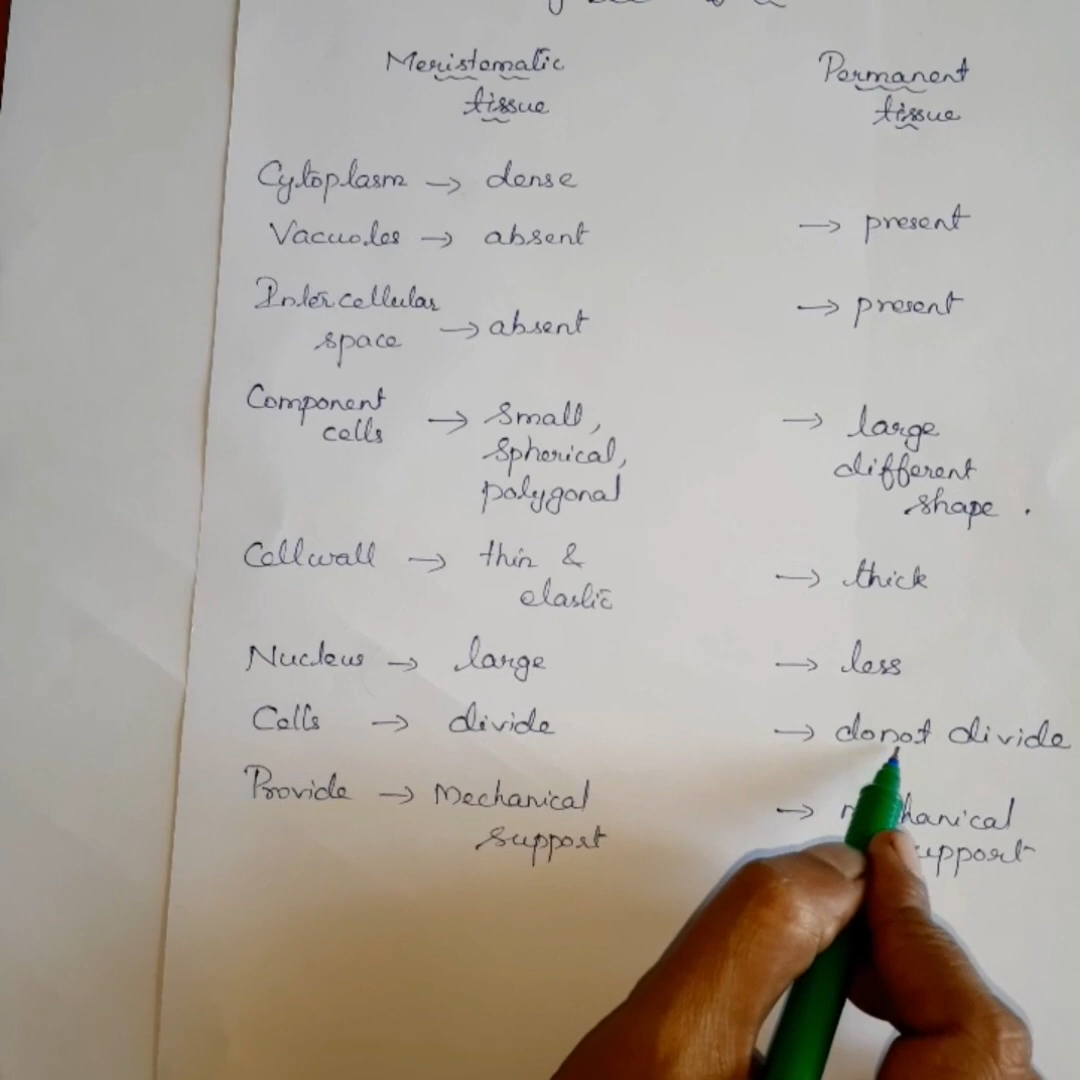 Meristematic Permanent
tissue tissue
Cytoplasm → dense
Vacuoles → absent → present
Intercellular → present
space → absent
Component
cells → small, → large
spherical, different
polygonal shape.
Cellwall → thin & → thick
elastic
Nucleus → large → less
Cells → divide → donot divide
Provide → Mechanical →
support